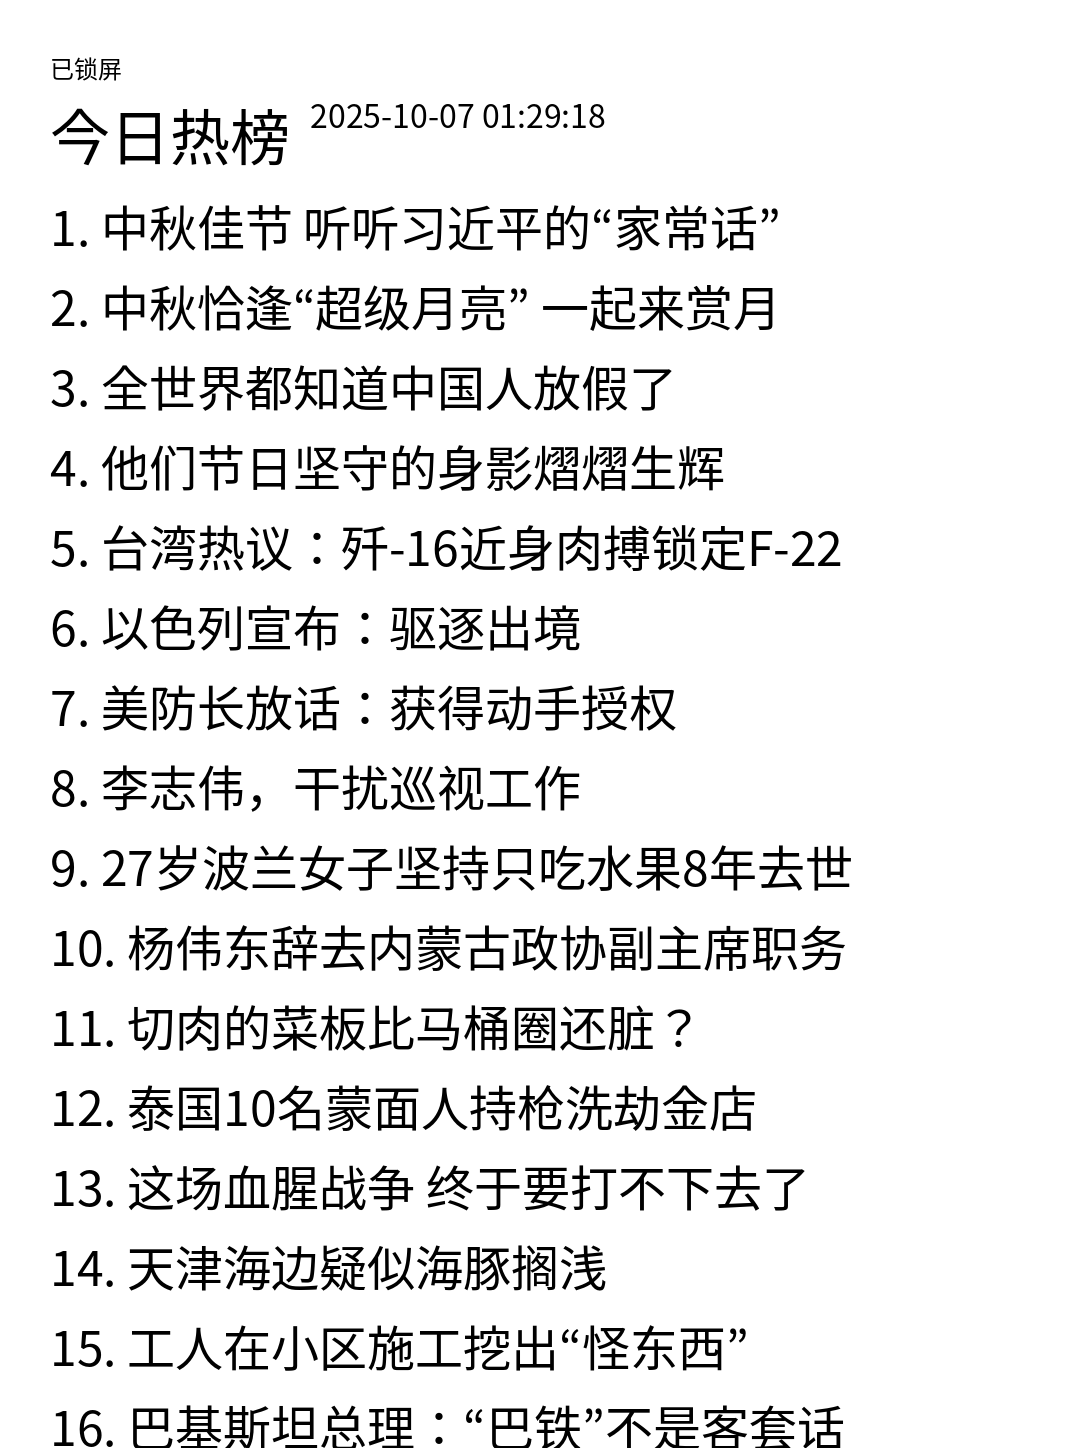 已锁屏
今日热榜 2025-10-07 01:29:18
1. 中秋佳节 听听习近平的“家常话”
2. 中秋恰逢“超级月亮” 一起来赏月
3. 全世界都知道中国人放假了
4. 他们节日坚守的身影熠熠生辉
5. 台湾热议：歼-16近身肉搏锁定F-22
6. 以色列宣布：驱逐出境
7. 美防长放话：获得动手授权
8. 李志伟，干扰巡视工作
9. 27岁波兰女子坚持只吃水果8年去世
10. 杨伟东辞去内蒙古政协副主席职务
11. 切肉的菜板比马桶圈还脏？
12. 泰国10名蒙面人持枪洗劫金店
13. 这场血腥战争 终于要打不下去了
14. 天津海边疑似海豚搁浅
15. 工人在小区施工挖出“怪东西”
16. 巴基斯坦总理：“巴铁”不是客套话